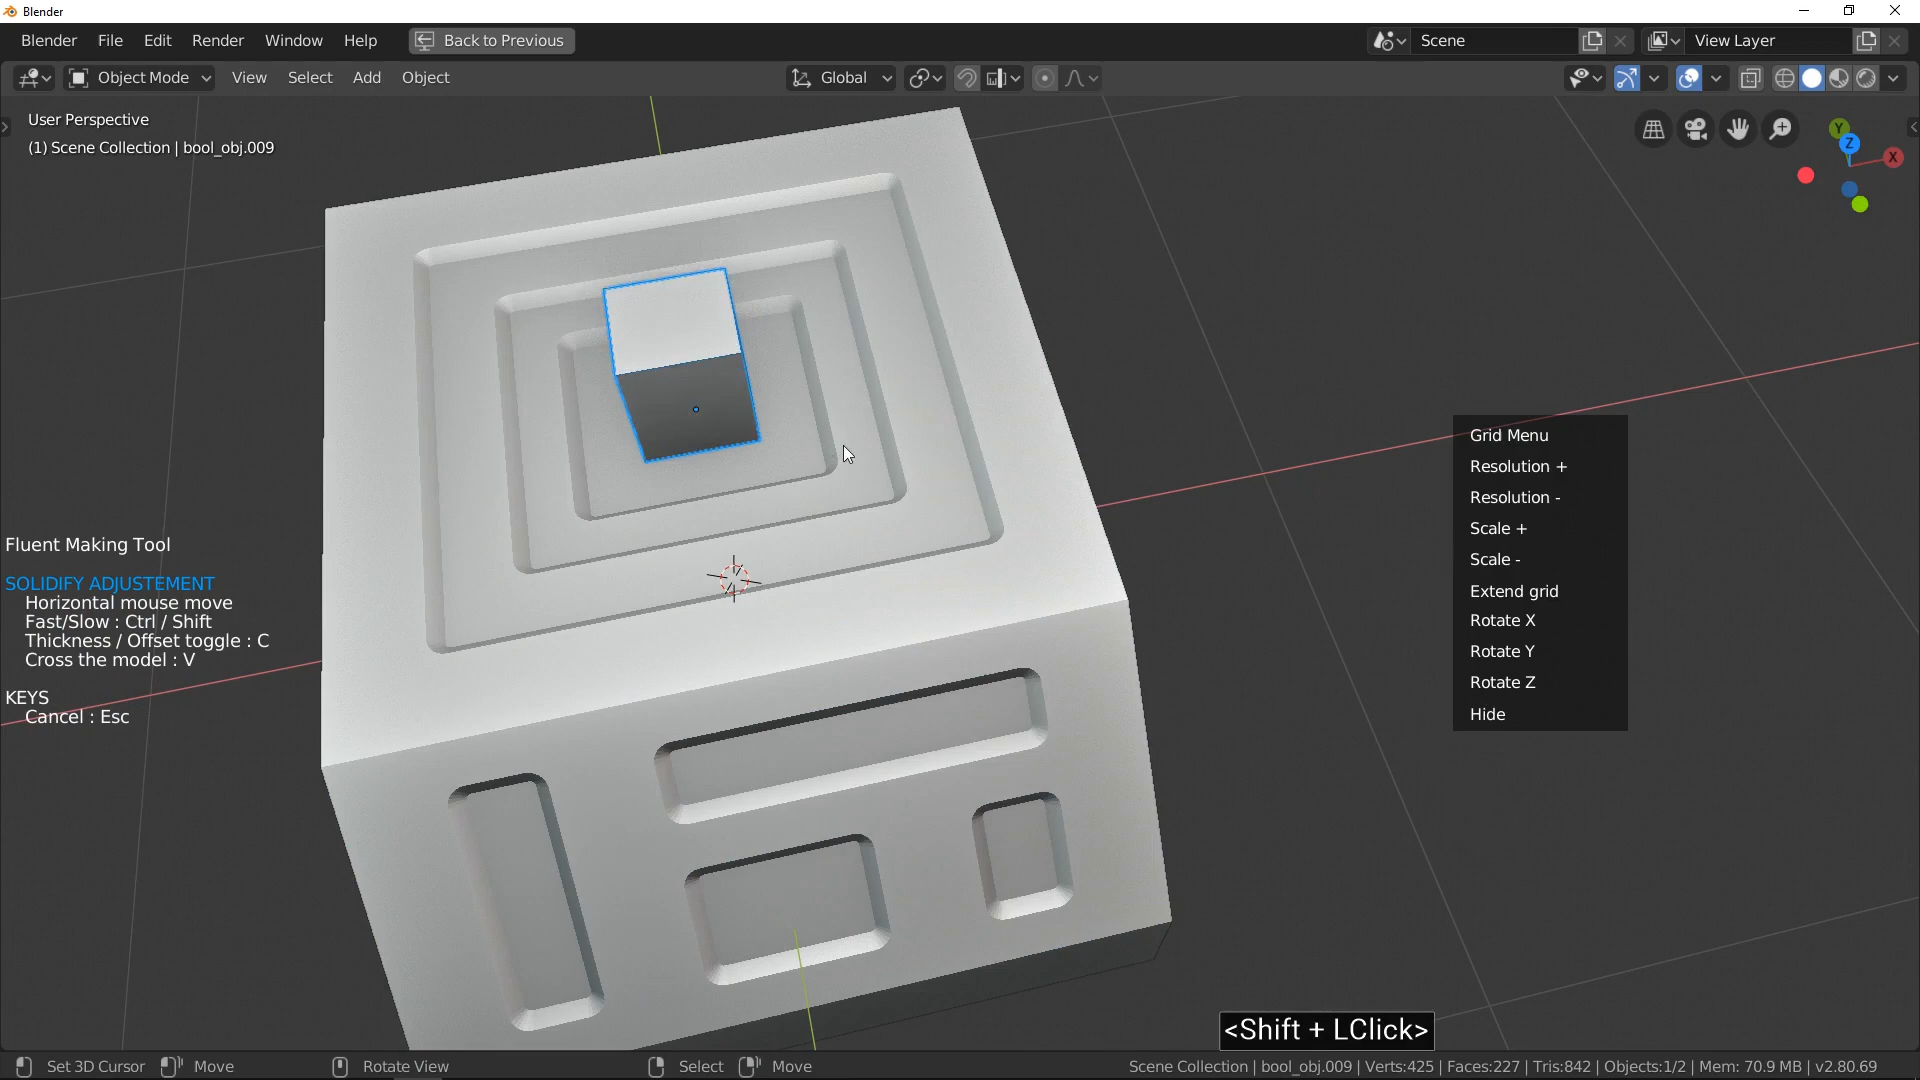 Blender
Blender File Edit Render Window Help Back to Previous Scene View Layer
Object Mode View Select Add Object Global
User Perspective
(1) Scene Collection | bool_obj.009
Y
Z
X
Grid Menu
Resolution +
Resolution -
Scale +
Scale -
Extend grid
Rotate X
Rotate Y
Rotate Z
Hide
Fluent Making Tool
SOLIDIFY ADJUSTEMENT
Horizontal mouse move
Fast/Slow : Ctrl / Shift
Thickness / Offset toggle : C
Cross the model : V
KEYS
Cancel : Esc
<Shift + LClick>
Set 3D Cursor Move Rotate View Select Move Scene Collection | bool_obj.009 | Verts:425 | Faces:227 | Tris:842 | Objects:1/2 | Mem: 70.9 MB | v2.80.69